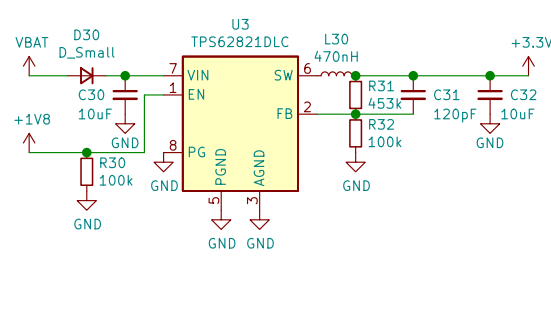 U3
TPS62821DLC
VBAT
D30
D_Small
L30
470nH
+3.3V
7
VIN
1
EN
8
PG
SW
6
FB
2
PGND
5
AGND
3
C30
10uF
GND
+1V8
R30
100k
GND
GND
GND
GND
R31
453k
R32
100k
GND
C31
120pF
C32
10uF
GND